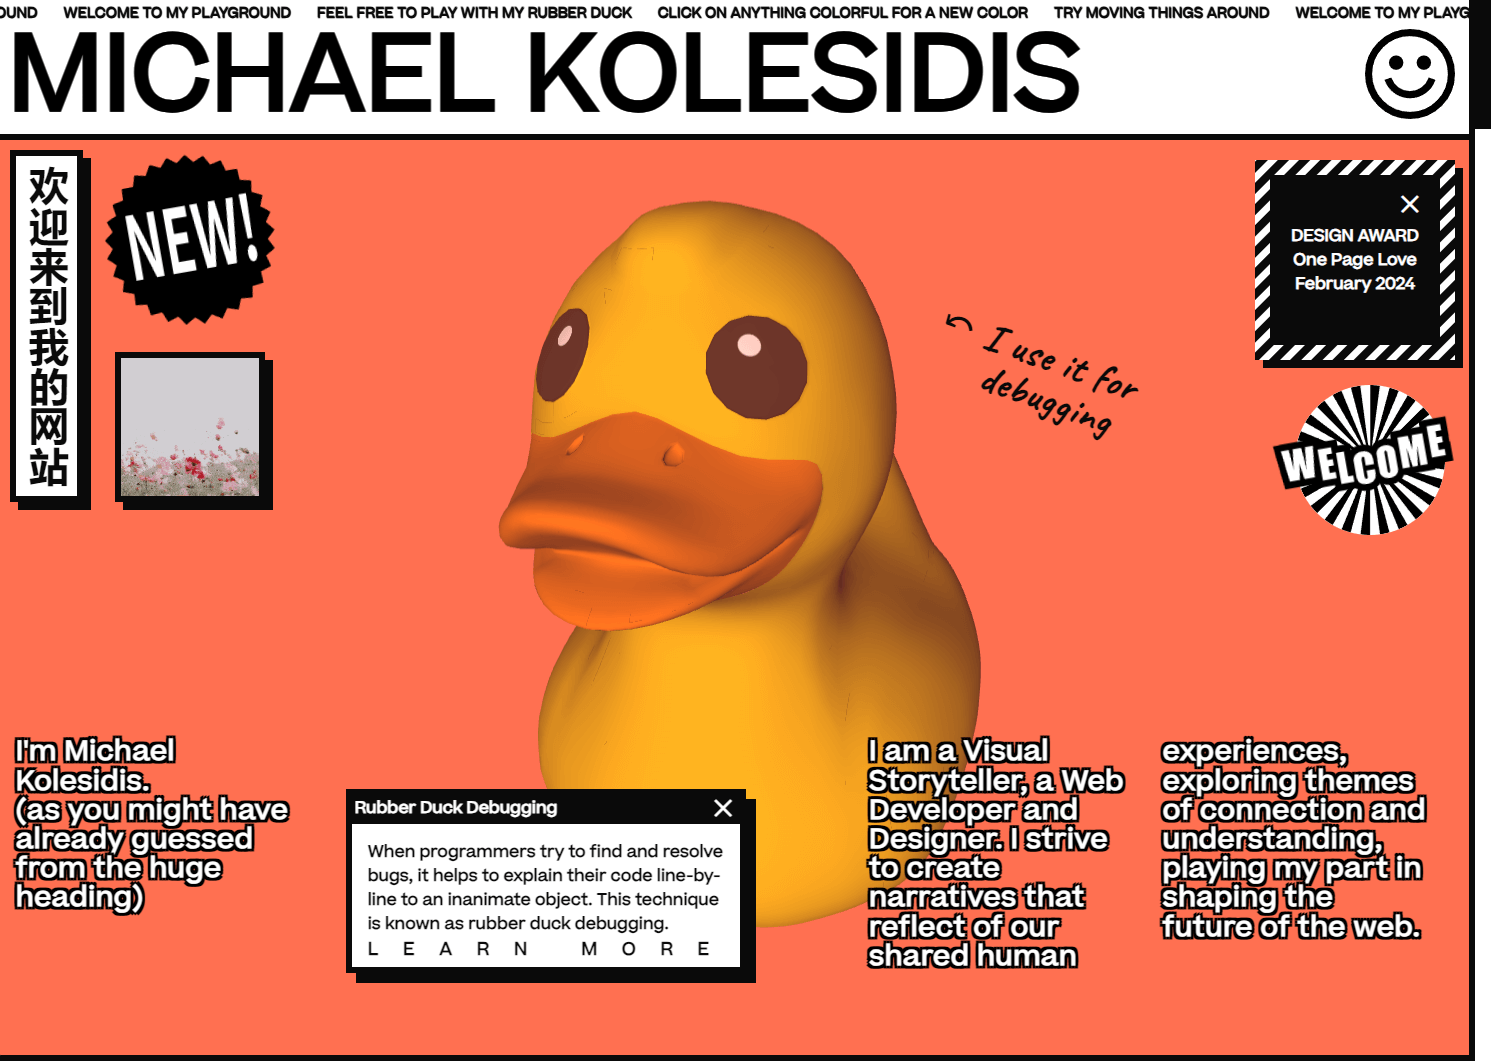 OUND WELCOME TO MY PLAYGROUND FEEL FREE TO PLAY WITH MY RUBBER DUCK CLICK ON ANYTHING COLORFUL FOR A NEW COLOR TRY MOVING THINGS AROUND WELCOME TO MY PLAYG
MICHAEL KOLESIDIS
欢迎来到我的网站
NEW!
DESIGN AWARD
One Page Love
February 2024
I use it for
debugging
WELCOME
I'm Michael
Kolesidis.
(as you might have
already guessed
from the huge
heading)
Rubber Duck Debugging
When programmers try to find and resolve
bugs, it helps to explain their code line-by-
line to an inanimate object. This technique
is known as rubber duck debugging.
LEARN MORE
I am a Visual
Storyteller, a Web
Developer and
Designer. I strive
to create
narratives that
reflect of our
shared human
experiences,
exploring themes
of connection and
understanding,
playing my part in
shaping the
future of the web.